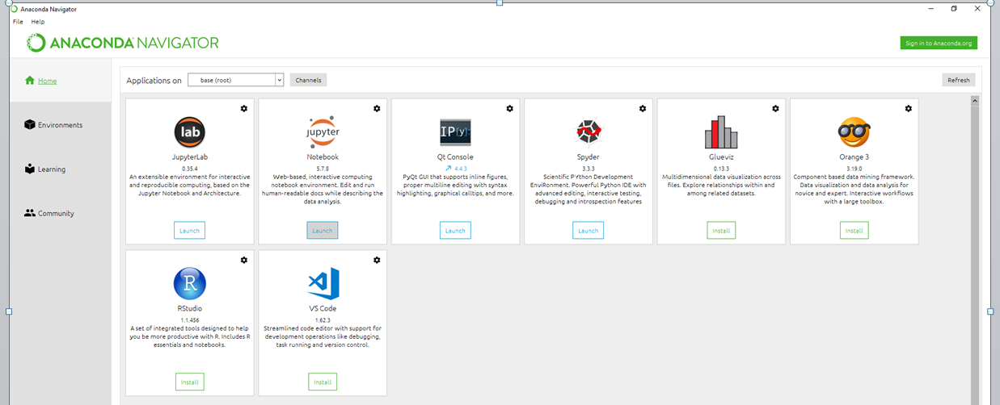 Anaconda Navigator
File Help
ANACONDA NAVIGATOR
Sign in to Anaconda.org
Home
Environments
Learning
Community
Applications on base (root) Channels Refresh
lab
JupyterLab
0.35.4
An extensible environment for interactive
and reproducible computing, based on the
Jupyter Notebook and Architecture.
Launch
jupyter
Notebook
5.7.8
Web-based, interactive computing
notebook environment. Edit and run
human-readable docs while describing the
data analysis.
Launch
IP[y]:
Qt Console
4.4.3
PyQt GUI that supports inline figures,
proper multiline editing with syntax
highlighting, graphical calltips, and more.
Launch
Spyder
3.3.3
Scientific PYthon Development
EnviRonment. Powerful Python IDE with
advanced editing, interactive testing,
debugging and introspection features
Launch
Glueviz
0.13.3
Multidimensional data visualization across
files. Explore relationships within and
among related datasets.
Install
Orange 3
3.19.0
Component based data mining framework.
Data visualization and data analysis for
novice and expert. Interactive workflows
with a large toolbox.
Install
R
RStudio
1.1.456
A set of integrated tools designed to help
you be more productive with R. Includes R
essentials and notebooks.
Install
VS Code
1.62.3
Streamlined code editor with support for
development operations like debugging,
task running and version control.
Install